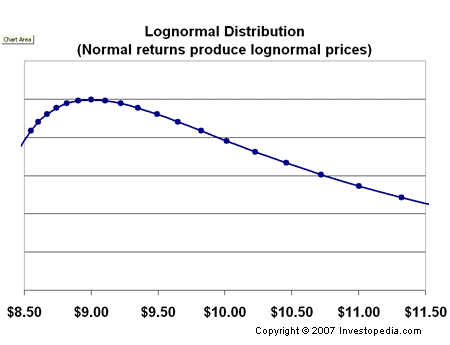 Lognormal Distribution
(Normal returns produce lognormal prices)
Chart Area
$8.50 $9.00 $9.50 $10.00 $10.50 $11.00 $11.50
Copyright © 2007 Investopedia.com